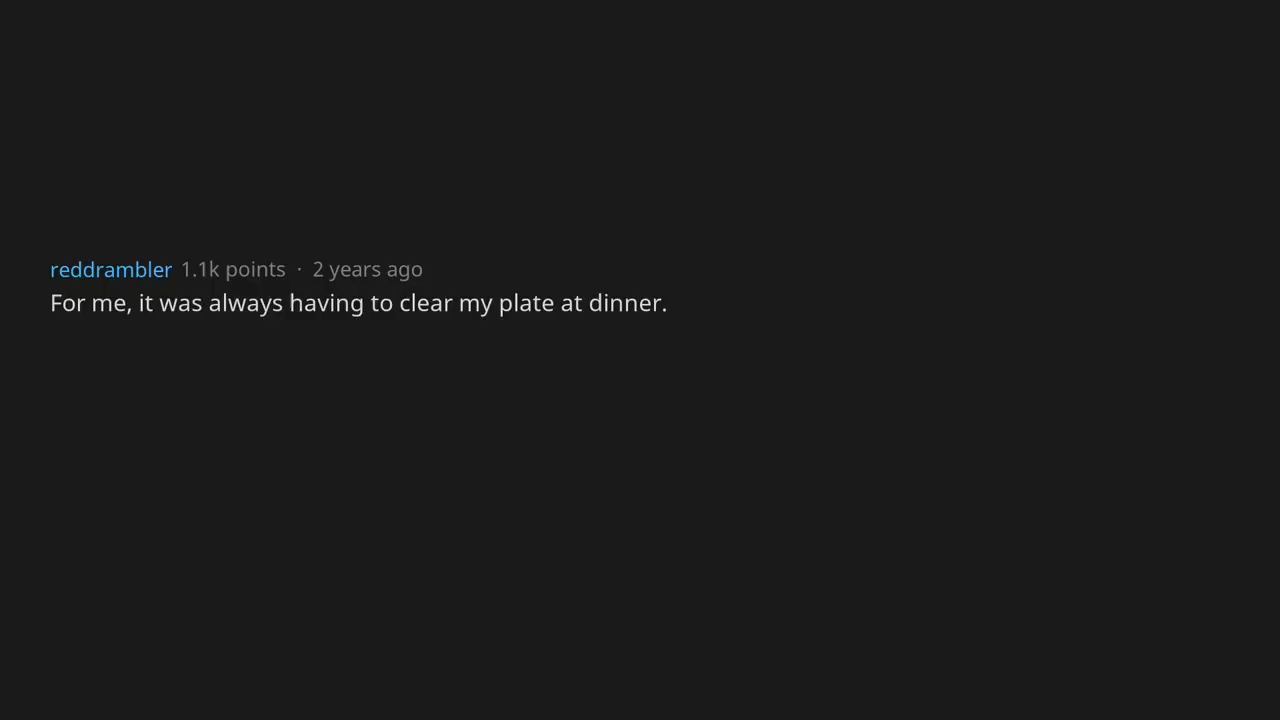 reddrambler 1.1k points · 2 years ago
For me, it was always having to clear my plate at dinner.